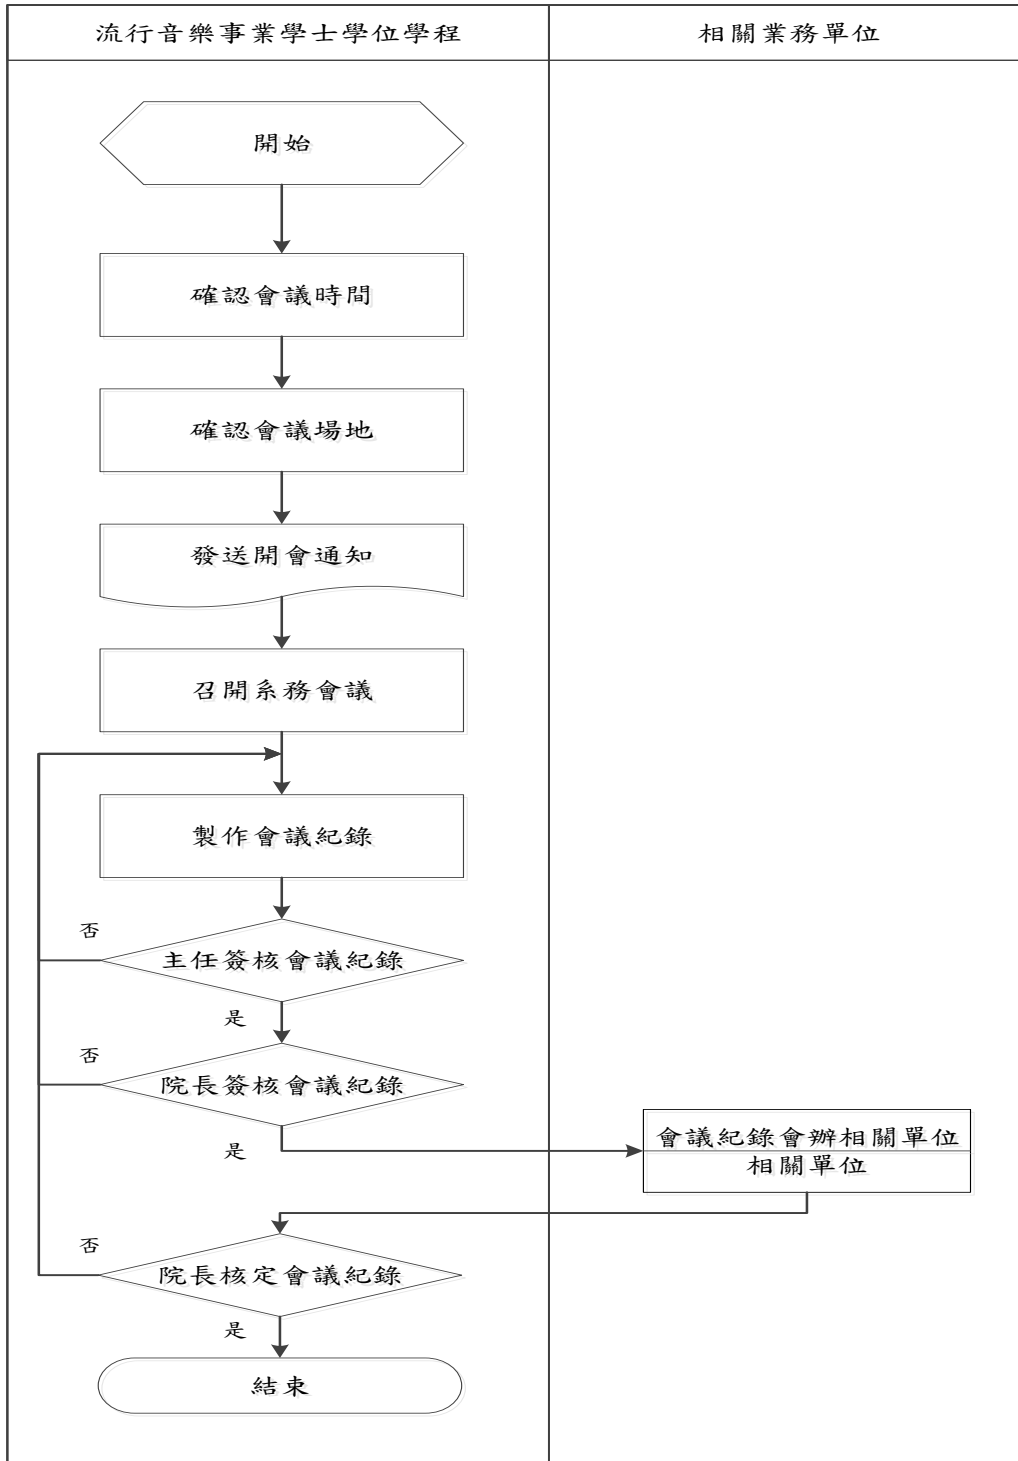 流行音樂事業學士學位學程
相關業務單位
開始
確認會議時間
確認會議場地
發送開會通知
召開系務會議
製作會議紀錄
否
主任簽核會議紀錄
是
否
院長簽核會議紀錄
是
會議紀錄會辦相關單位
相關單位
否
院長核定會議紀錄
是
結束